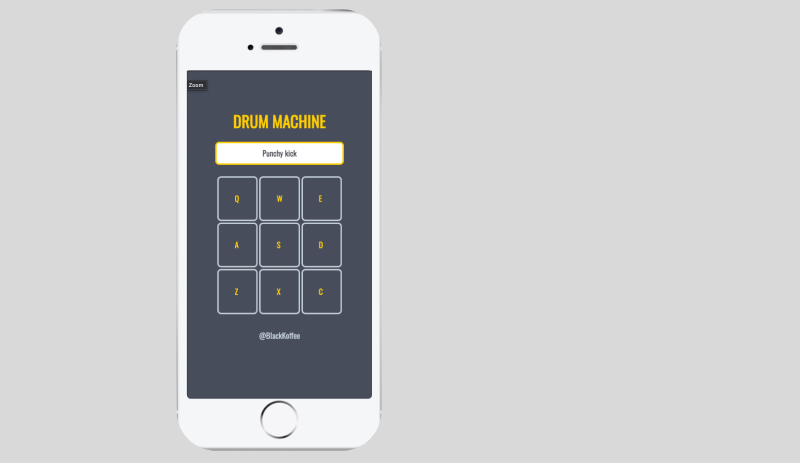 Zoom
DRUM MACHINE
Punchy kick
Q W E
A S D
Z X C
@BlackKoffee